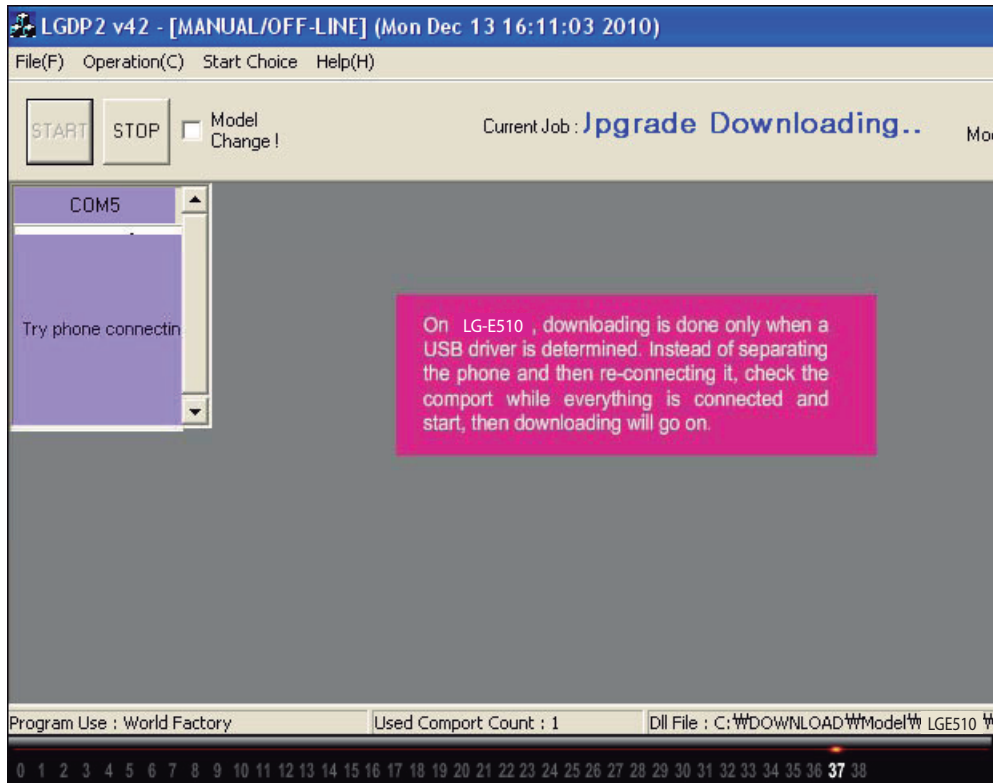 LGDP2 v42 - [MANUAL/OFF-LINE] (Mon Dec 13 16:11:03 2010)
File(F) Operation(C) Start Choice Help(H)
START STOP Model Change !
Current Job : Jpgrade Downloading..
COM5
Try phone connectin
On LG-E510 , downloading is done only when a
USB driver is determined. Instead of separating
the phone and then re-connecting it, check the
comport while everything is connected and
start, then downloading will go on.
Program Use : World Factory Used Comport Count : 1 Dll File : C:₩DOWNLOAD₩Model₩ LGE510 ₩
0 1 2 3 4 5 6 7 8 9 10 11 12 13 14 15 16 17 18 19 20 21 22 23 24 25 26 27 28 29 30 31 32 33 34 35 36 37 38